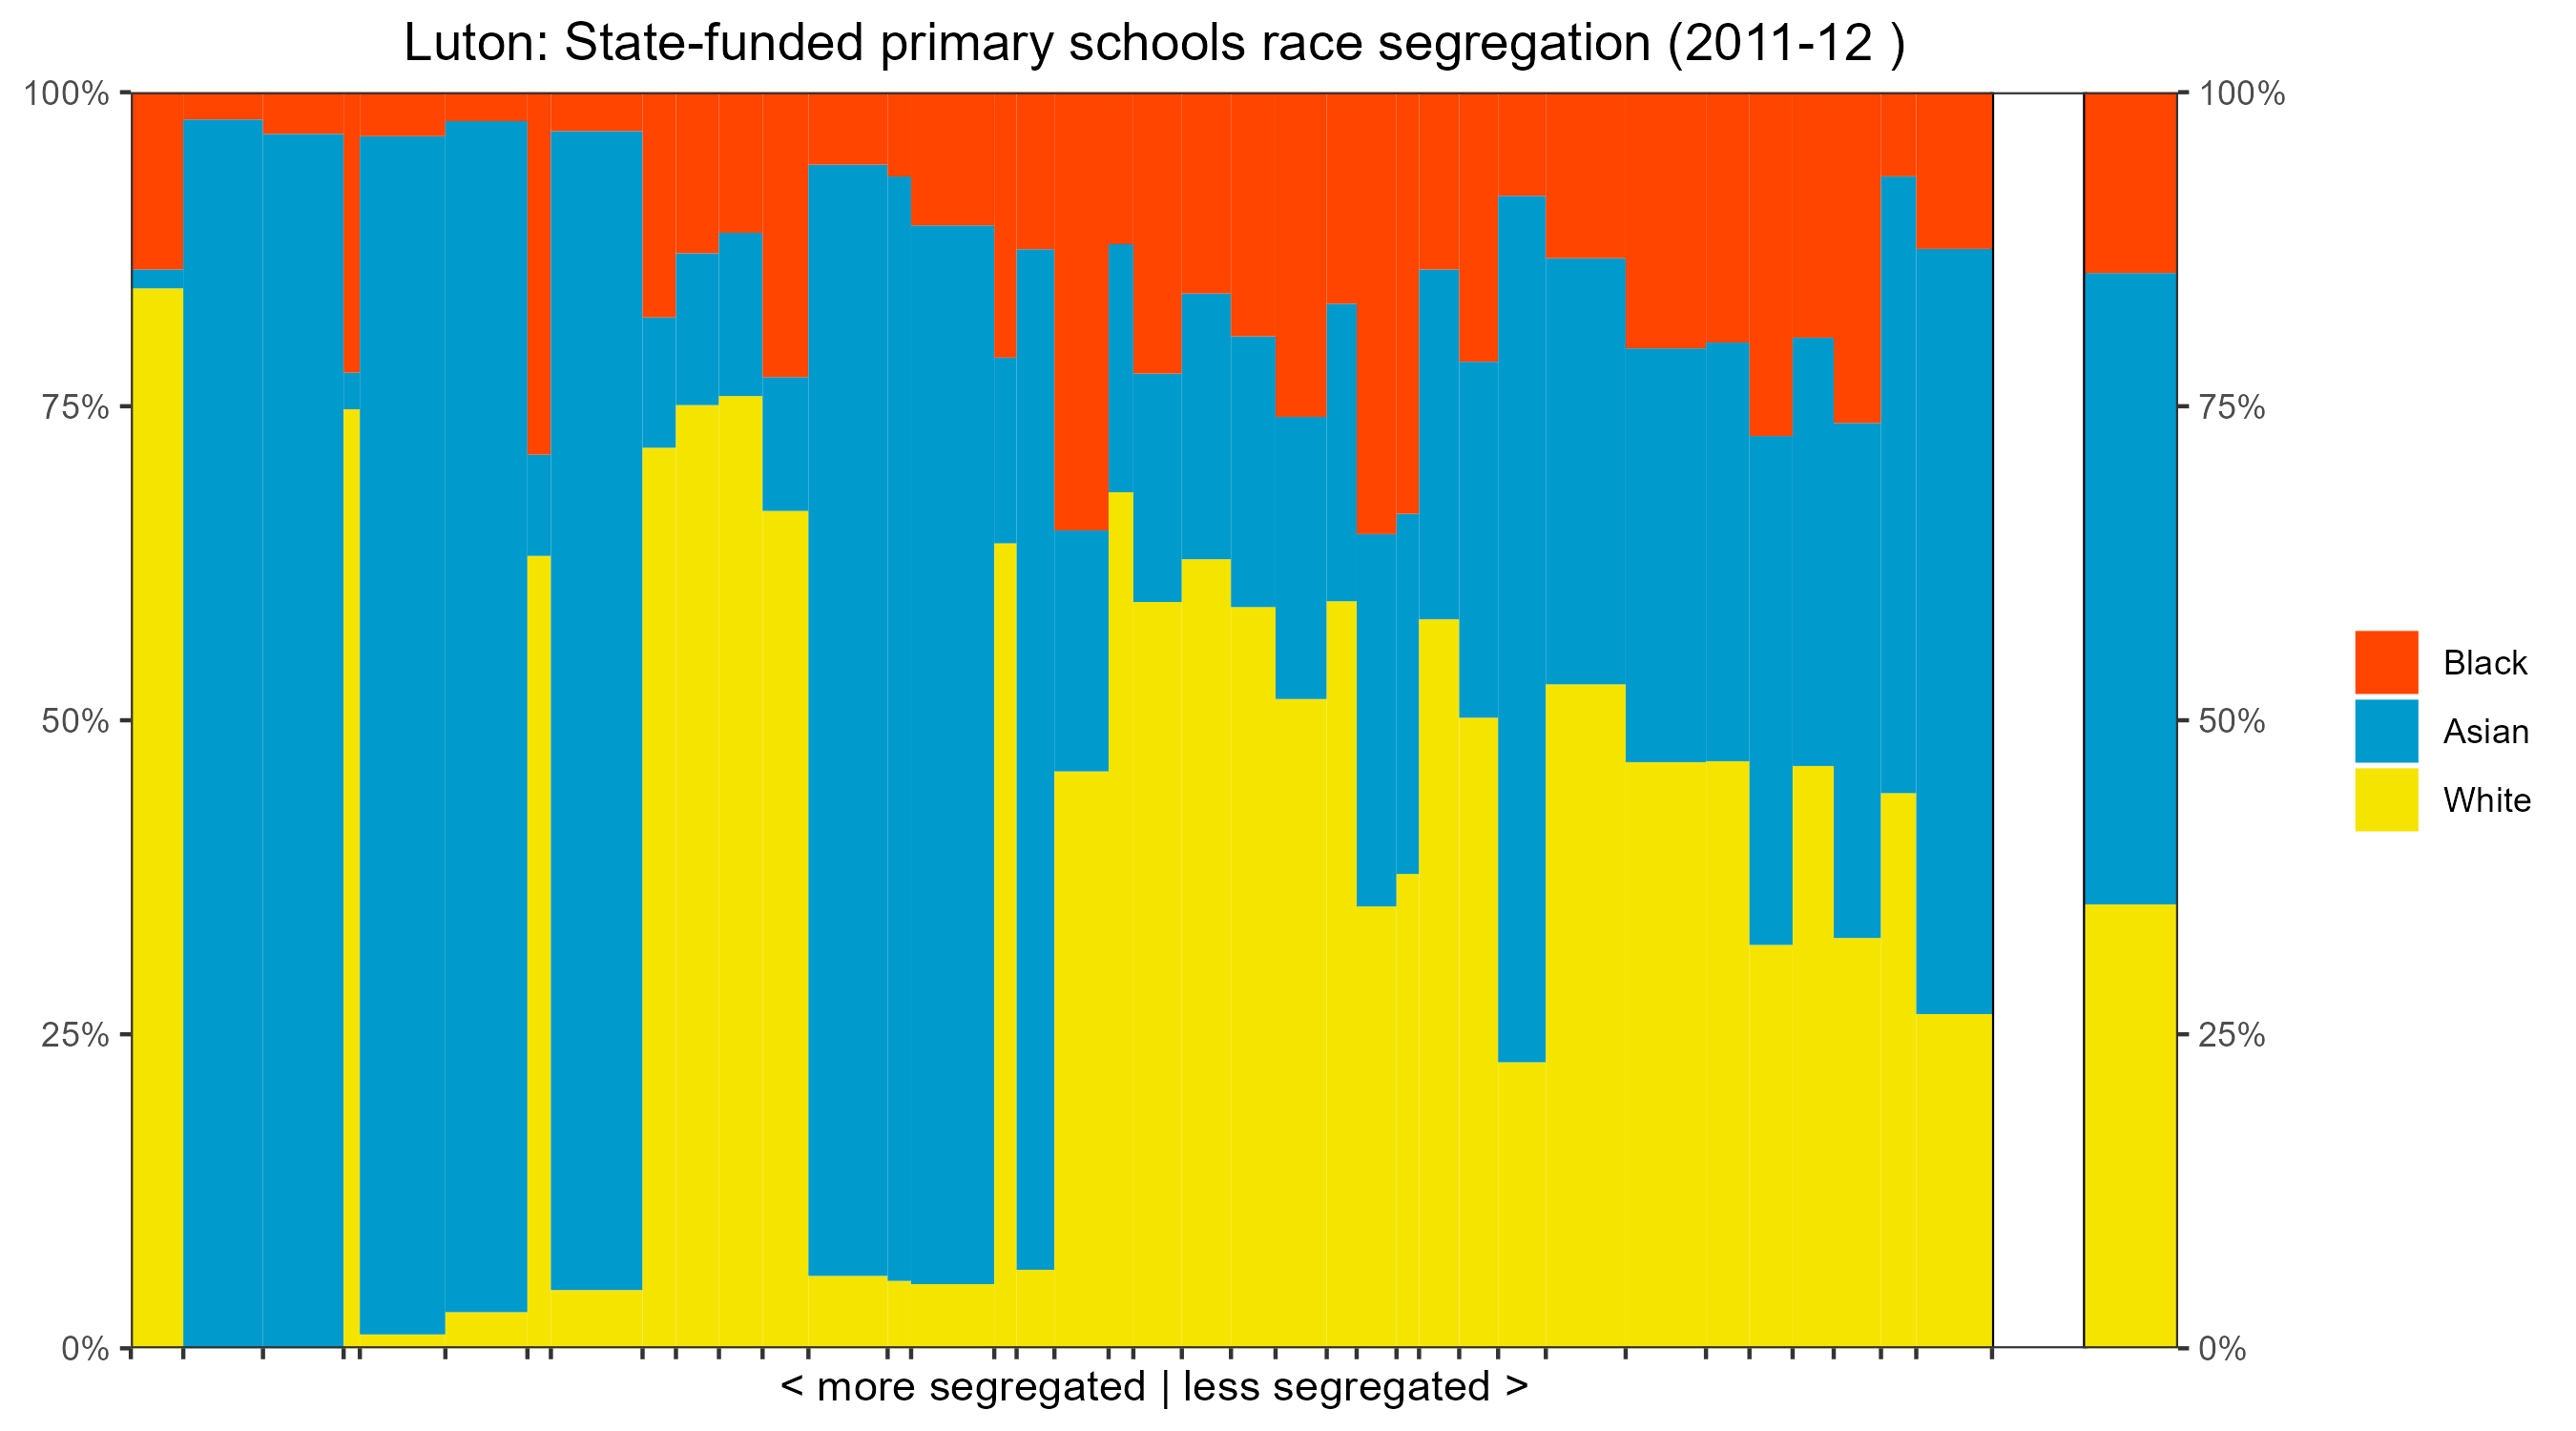 Luton: State-funded primary schools race segregation (2011-12 )
100%
75%
50%
25%
0%
100%
75%
50%
25%
0%
Black
Asian
White
< more segregated | less segregated >